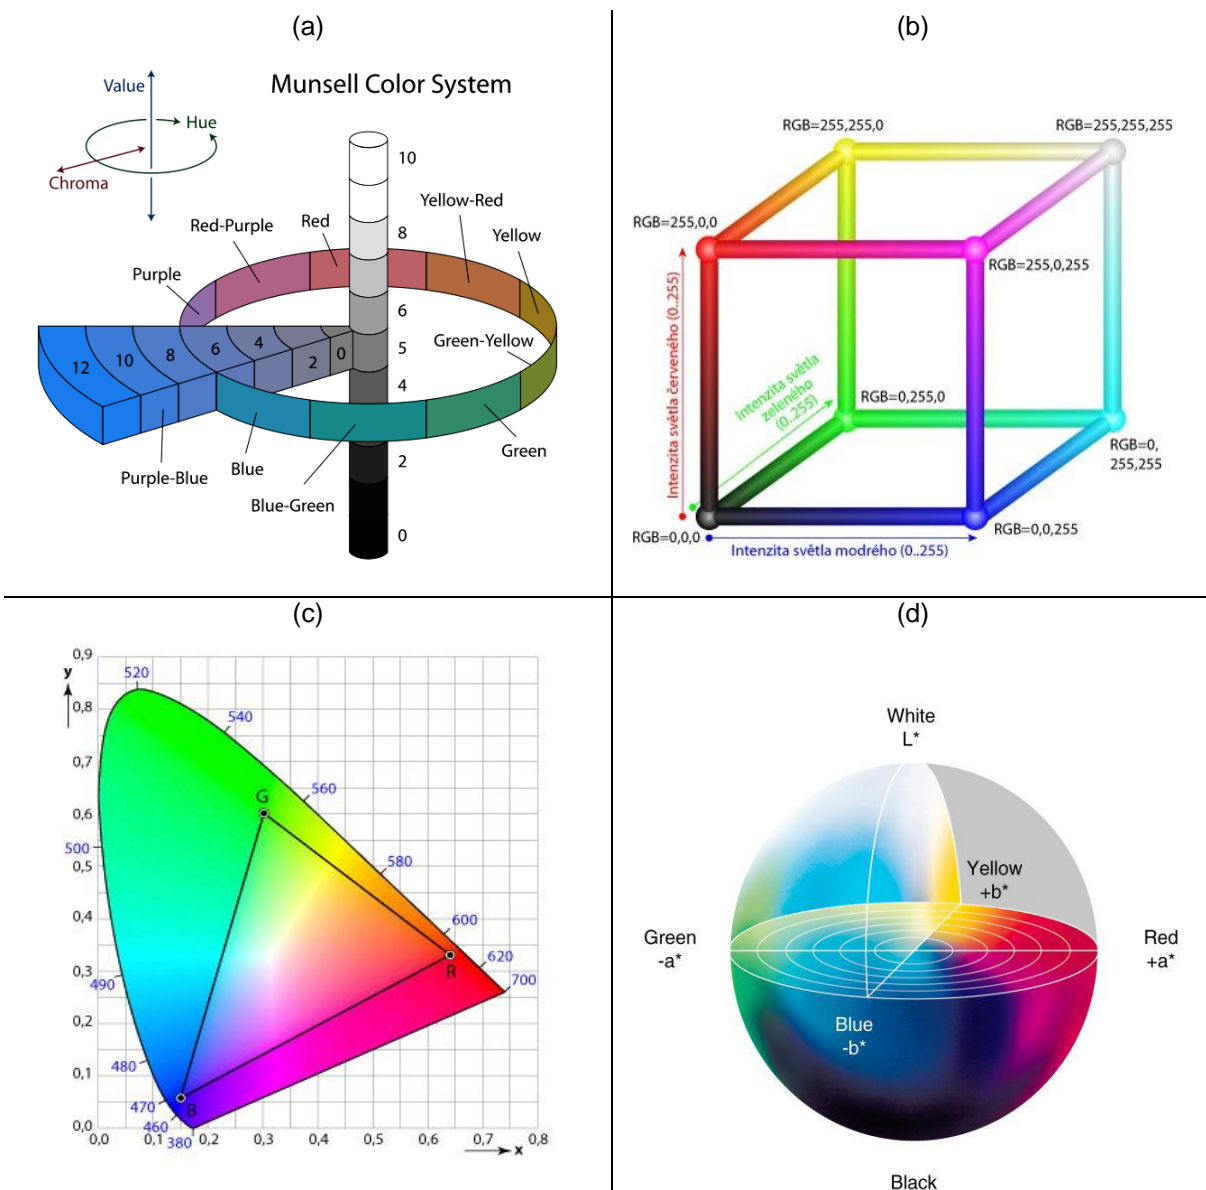 (a)
Munsell Color System
Value
Hue
Chroma
10
8
6
5
4
2
0
Red-Purple
Red
Yellow-Red
Yellow
Purple
Green-Yellow
12
10
8
6
4
2
0
Purple-Blue
Blue
Blue-Green
Green
(b)
RGB=255,255,0
RGB=255,255,255
RGB=255,0,0
RGB=255,0,255
Intenzita světla červeného (0..255)
Intenzita světla
zeleného
(0..255)
RGB=0,255,0
RGB=0,
255,255
RGB=0,0,0
RGB=0,0,255
Intenzita světla modrého (0..255)
(c)
0,9
y
0,8
0,7
0,6
0,5
0,4
0,3
0,2
0,1
0,0
520
540
560
580
600
620
700
500
490
480
470
460
380
G
R
B
0,0
0,1
0,2
0,3
0,4
0,5
0,6
0,7
0,8
x
(d)
White
L*
Yellow
+b*
Green
-a*
Red
+a*
Blue
-b*
Black